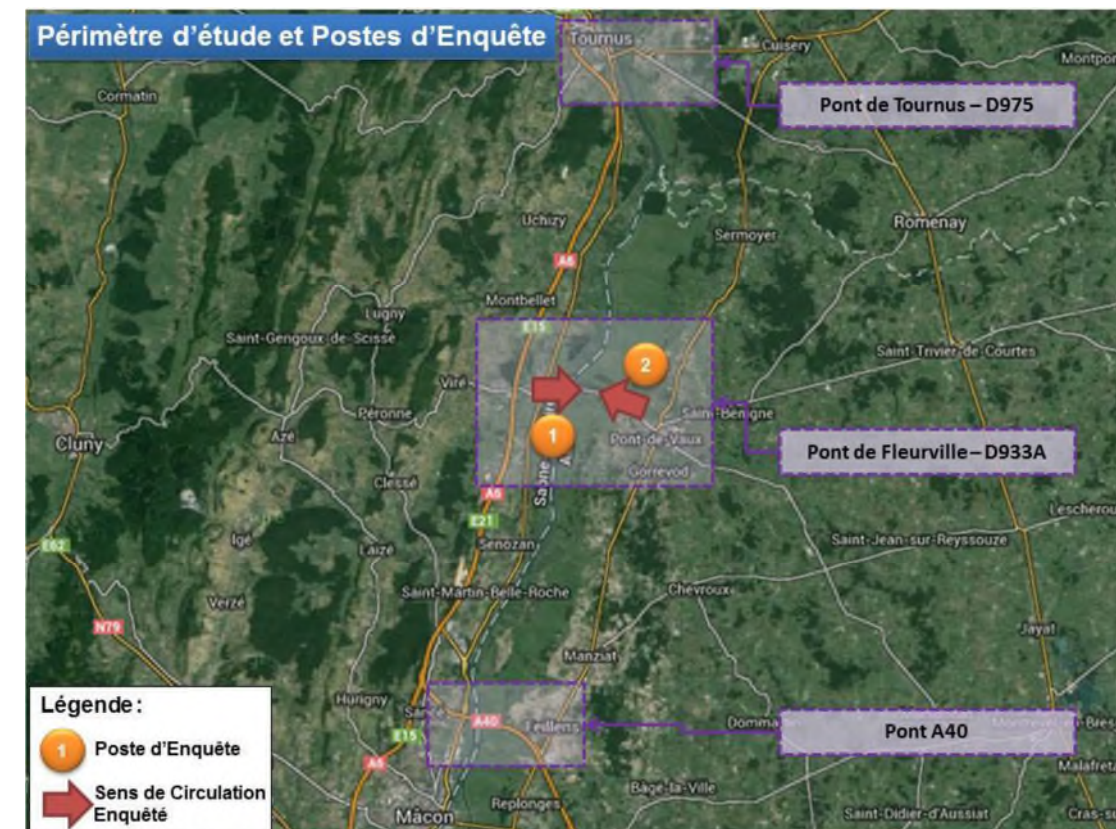 Périmètre d'étude et Postes d'Enquête
Tournus
Cuisery
Cormatin
Pont de Tournus – D975
Uchizy
Romenay
Sermoyer
A6
Montbellet
Lugny
E15
Saint-Gengoux-de-Scissé
2
Saint-Trivier-de-Courtes
Viré
Péronne
Saint-Bénigne
Cluny
Azé
1
Pont-de-Vaux
Pont de Fleurville – D933A
Gorrevod
Clessé
Saône
A6
E21
Igé
Senozan
Saint-Jean-sur-Reyssouze
E62
Laizé
Saint-Martin-Belle-Roche
Chevroux
Verzé
N79
Jayat
Manziat
Légende :
Hurigny
Sancé
A40
Feillens
Pont A40
1
Poste d'Enquête
E15
A6
Sens de Circulation
Enquêté
Bâgé-la-Ville
Mâcon
Replonges
Saint-Didier-d'Aussiat